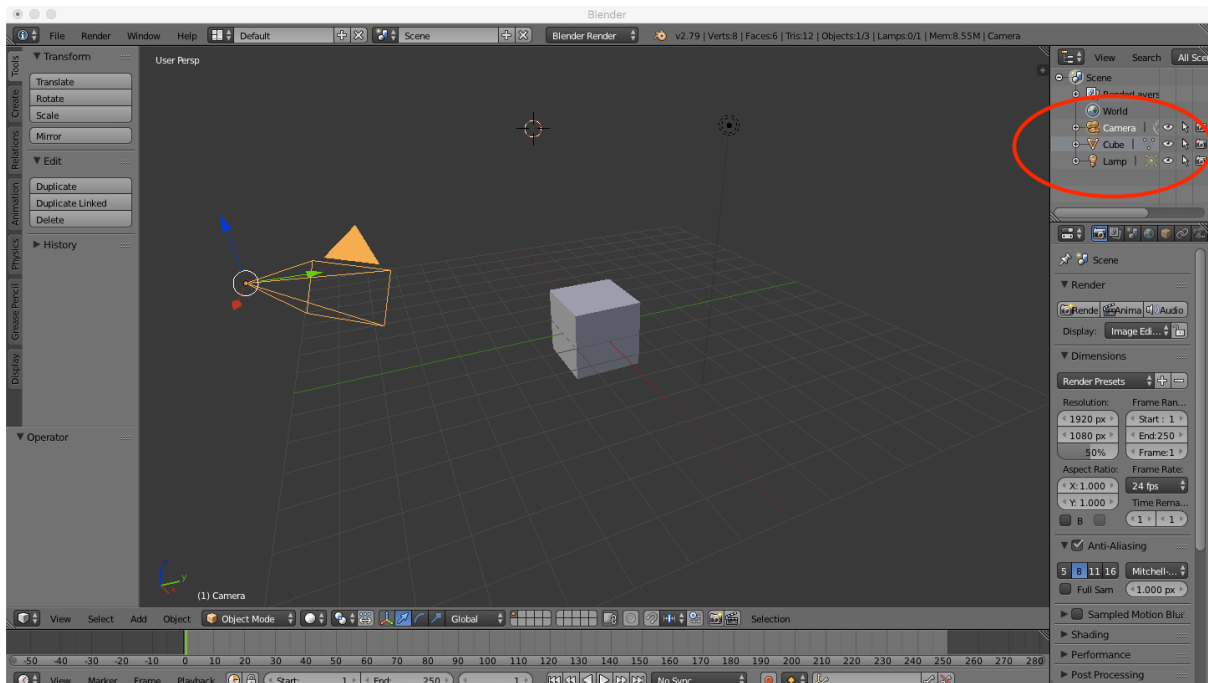 Blender
File Render Window Help Default Scene Blender Render v2.79 | Verts:8 | Faces:6 | Tris:12 | Objects:1/3 | Lamps:0/1 | Mem:8.55M | Camera
Tools
Create
Relations
Animation
Physics
Grease Pencil
Display
Transform
Translate
Rotate
Scale
Mirror
Edit
Duplicate
Duplicate Linked
Delete
History
Operator
User Persp
z
y
x
(1) Camera
View Search All Sce
Scene
RenderLayers
World
Camera
Cube
Lamp
Scene
Render
Rende Anima Audio
Display: Image Edi...
Dimensions
Render Presets
Resolution: Frame Ran...
1920 px Start: 1
1080 px End:250
50% Frame:1
Aspect Ratio: Frame Rate:
X: 1.000 24 fps
Y: 1.000 Time Rema...
B 1 1
Anti-Aliasing
5 8 11 16 Mitchell-...
Full Sam 1.000 px
Sampled Motion Blur
Shading
Performance
Post Processing
View Select Add Object Object Mode Global Selection
-50 -40 -30 -20 -10 0 10 20 30 40 50 60 70 80 90 100 110 120 130 140 150 160 170 180 190 200 210 220 230 240 250 260 270 280
View Marker Frame Playback Start: 1 End: 250 1 No Sync